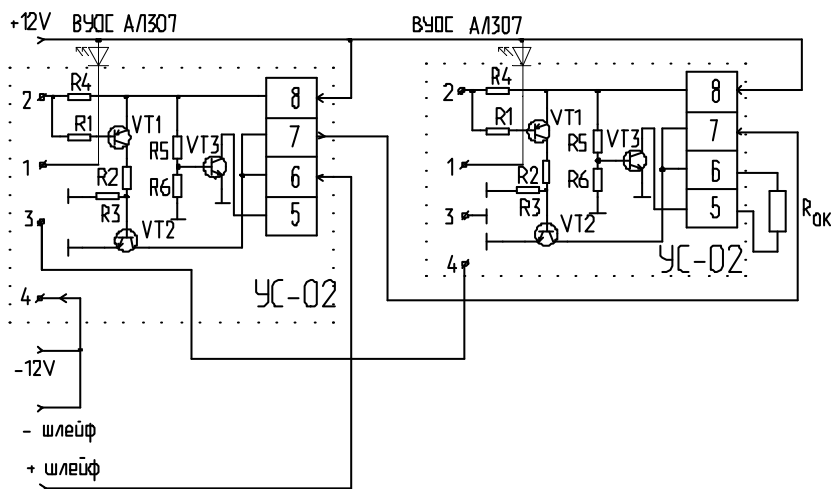 +12V ВУОС АЛ307 ВУОС АЛ307
2 R4 8
R1 VT1 7
R5 VT3
1 R2 R6 6
R3 5
3 VT2
УС-02
4
-12V
- шлейф
+ шлейф
2 R4 8
R1 VT1 7
R5 VT3
1 R2 R6 6
R3 5
3 VT2
4 УС-02
Rок